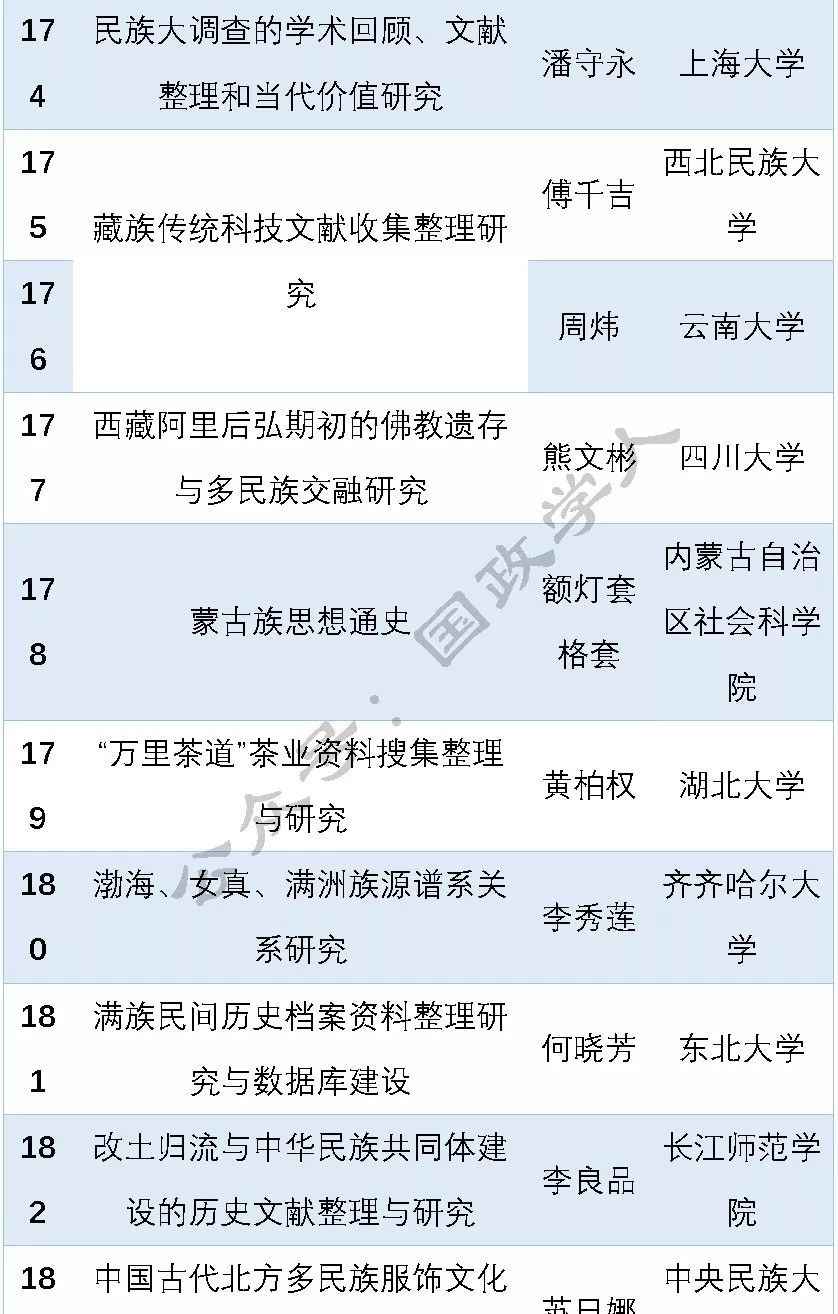 174 民族大调查的学术回顾、文献 潘守永 上海大学
整理和当代价值研究
175 藏族传统科技文献收集整理研 傅千吉 西北民族大
究 学
176 周炜 云南大学
177 西藏阿里后弘期初的佛教遗存 熊文彬 四川大学
与多民族交融研究
178 蒙古族思想通史 额灯套 内蒙古自治
格套 区社会科学
院
179 “万里茶道”茶业资料搜集整理 黄柏权 湖北大学
与研究
180 渤海、女真、满洲族源谱系关 李秀莲 齐齐哈尔大
系研究 学
181 满族民间历史档案资料整理研 何晓芳 东北大学
究与数据库建设
182 改土归流与中华民族共同体建 李良品 长江师范学
设的历史文献整理与研究 院
18 中国古代北方多民族服饰文化 苏日娜 中央民族大
公众号：国政学人